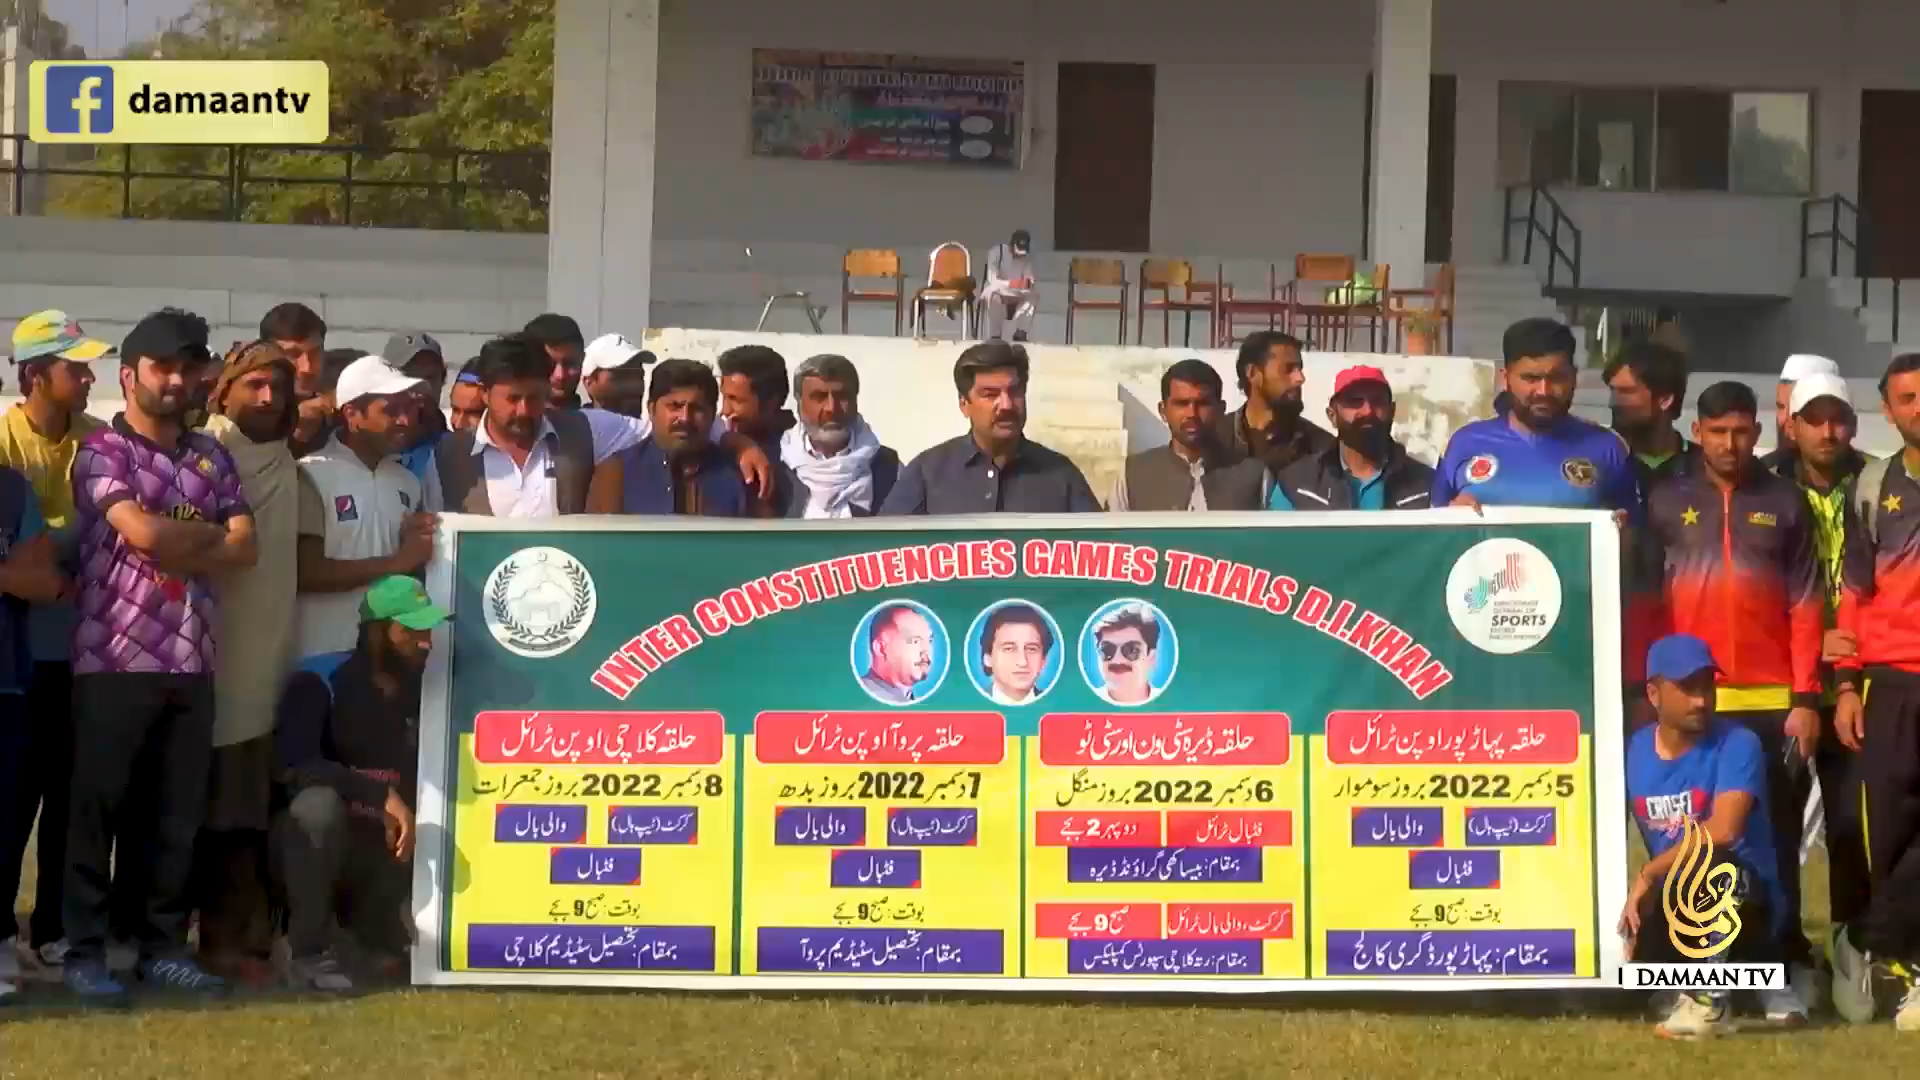 damaantv
INTER CONSTITUENCIES GAMES TRIALS D.I.KHAN
SPORTS
حلقہ پہاڑپور اوپن ٹرائل
5 دسمبر 2022 بروز سوموار
کرکٹ (ٹیپ بال) والی بال
فٹبال
بوقت: صبح 9 بجے
بمقام: پہاڑپور ڈگری کالج
حلقہ ڈیرہ سٹی ون اور سٹی ٹو
6 دسمبر 2022 بروز منگل
فٹبال ٹرائل دوپہر 2 بجے
بمقام: بیساکھی گراؤنڈ ڈیرہ
کرکٹ، والی بال ٹرائل صبح 9 بجے
بمقام: رتہ کلاچی سپورٹس کمپلیکس
حلقہ پروآ اوپن ٹرائل
7 دسمبر 2022 بروز بدھ
کرکٹ (ٹیپ بال) والی بال
فٹبال
بوقت: صبح 9 بجے
بمقام: تحصیل سٹیڈیم پروآ
حلقہ کلاچی اوپن ٹرائل
8 دسمبر 2022 بروز جمعرات
کرکٹ (ٹیپ بال) والی بال
فٹبال
بوقت: صبح 9 بجے
بمقام: تحصیل سٹیڈیم کلاچی
DAMAAN TV